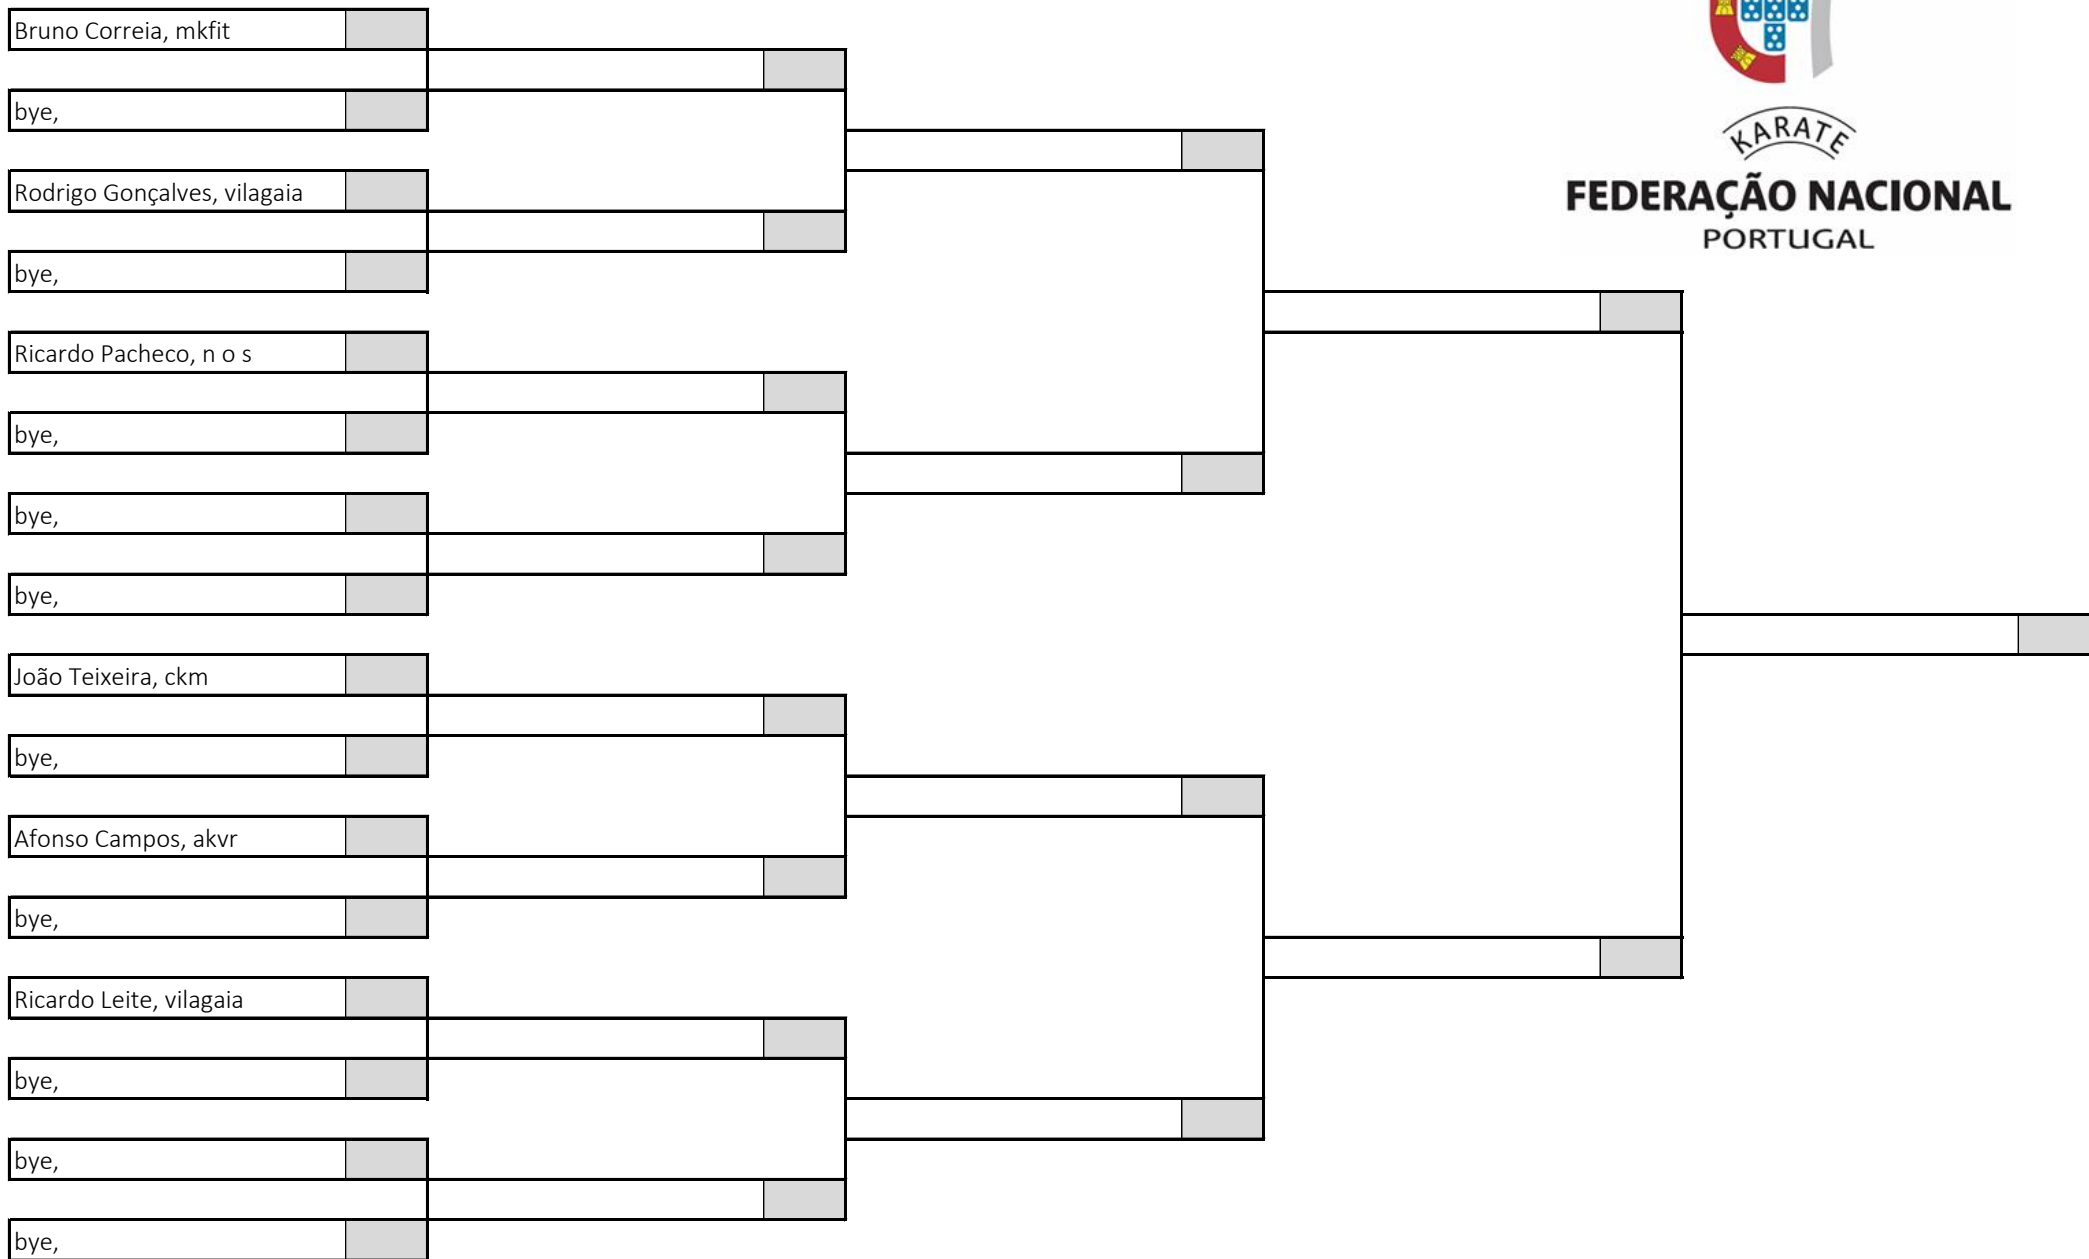 Bruno Correia, mkfit
bye,
Rodrigo Gonçalves, vilagaia
bye,
Ricardo Pacheco, n o s
bye,
bye,
bye,
João Teixeira, ckm
bye,
Afonso Campos, akvr
bye,
Ricardo Leite, vilagaia
bye,
bye,
bye,
KARATE
FEDERAÇÃO NACIONAL
PORTUGAL